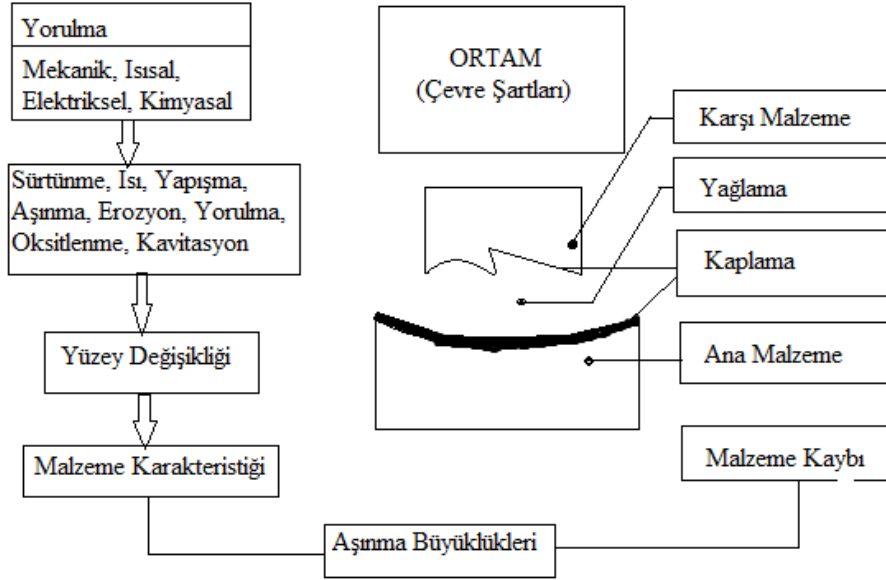 Yorulma
Mekanik, Isısal,
Elektriksel, Kimyasal
Sürtünme, Isı, Yapışma,
Aşınma, Erozyon, Yorulma,
Oksitlenme, Kavitasyon
Yüzey Değişikliği
Malzeme Karakteristiği
ORTAM
(Çevre Şartları)
Karşı Malzeme
Yağlama
Kaplama
Ana Malzeme
Malzeme Kaybı
Aşınma Büyüklükleri